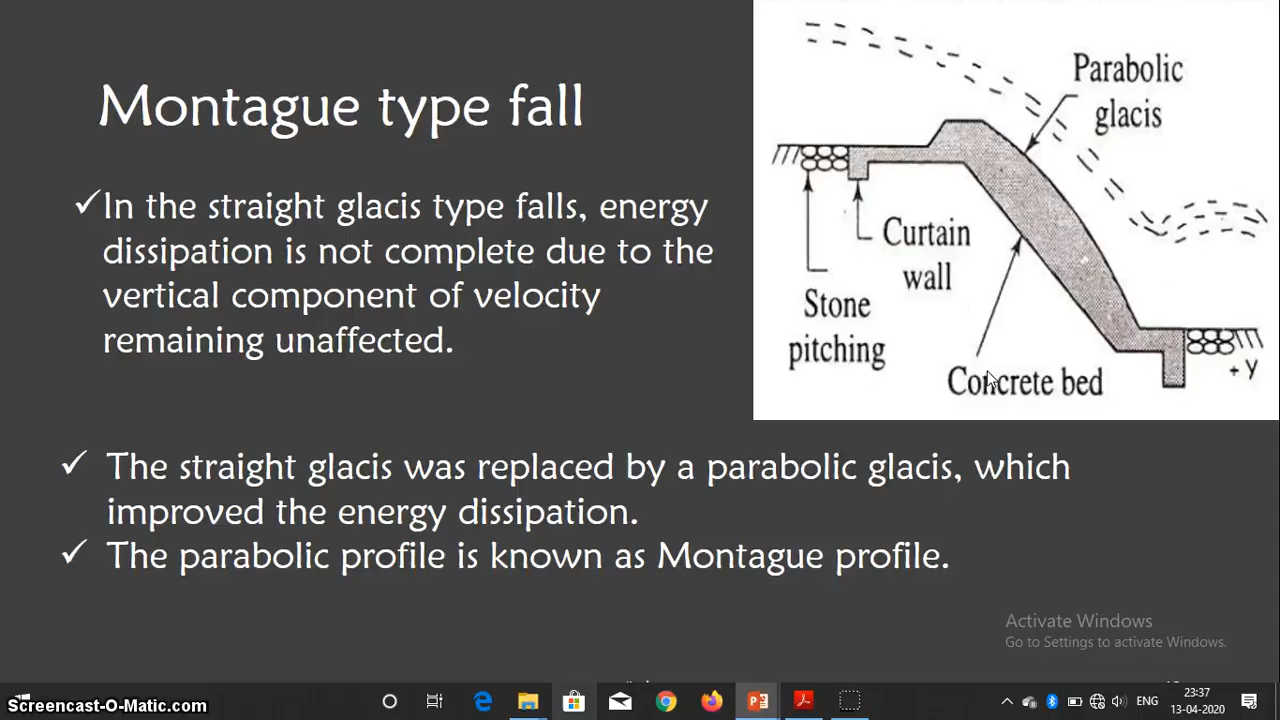 Montague type fall
✓In the straight glacis type falls, energy
dissipation is not complete due to the
vertical component of velocity
remaining unaffected.
Parabolic
glacis
Curtain
wall
Stone
pitching
Concrete bed
+ Y
✓ The straight glacis was replaced by a parabolic glacis, which
improved the energy dissipation.
✓ The parabolic profile is known as Montague profile.
Activate Windows
Go to Settings to activate Windows.
Screencast-O-Matic.com
ENG
23:37
13-04-2020